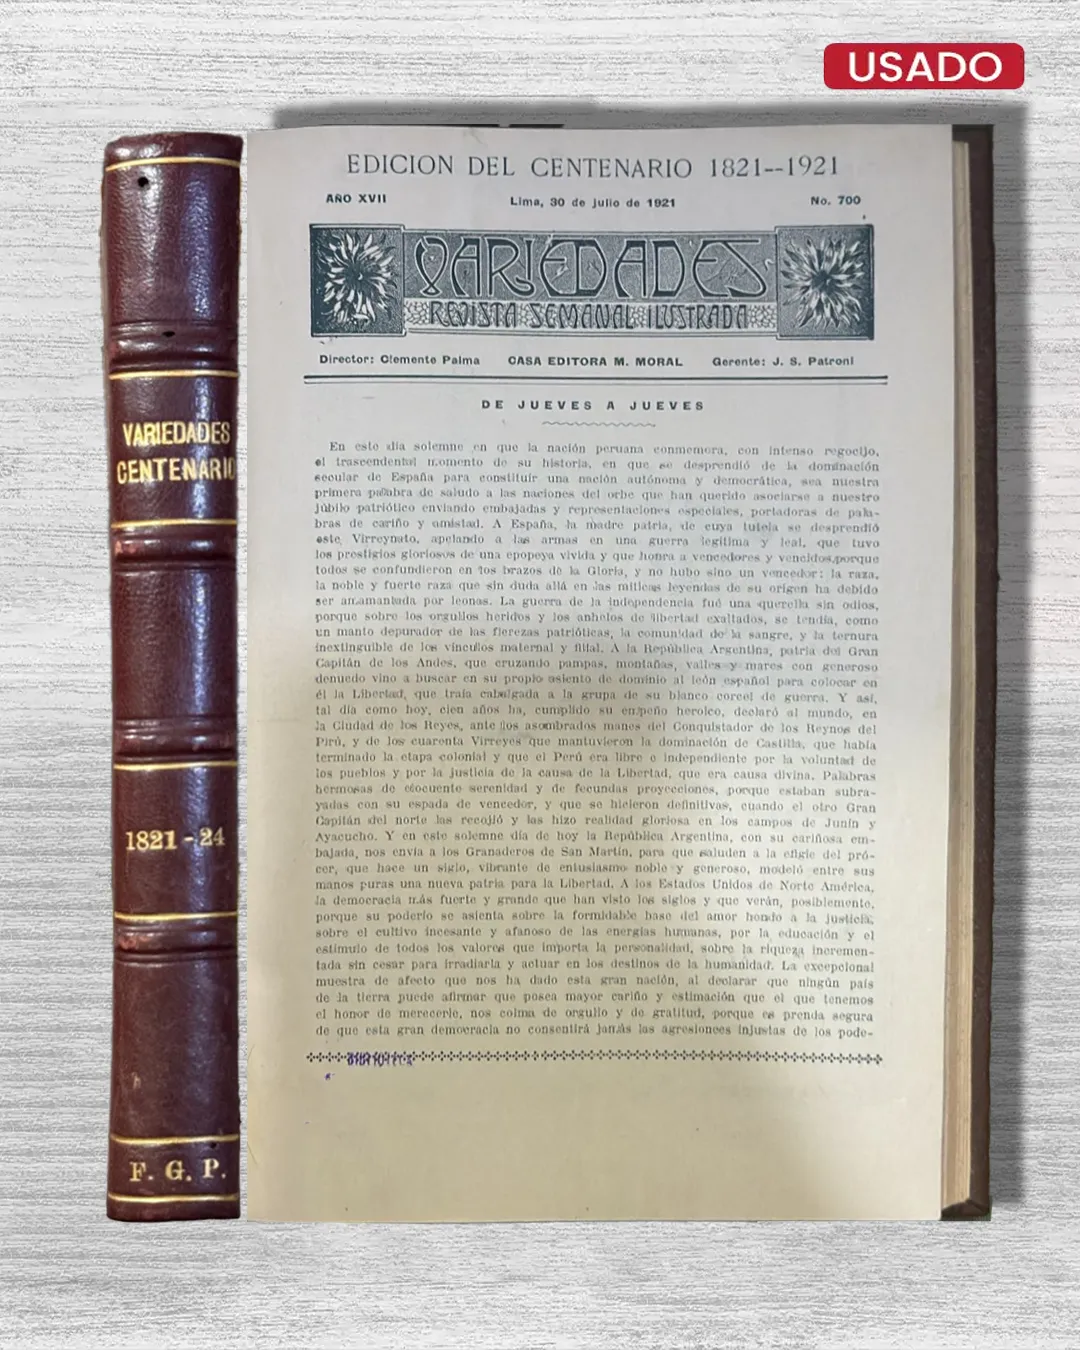 USADO
VARIEDADES
CENTENARIO
1821-24
F. G. P.
EDICION DEL CENTENARIO 1821--1921
AÑO XVII Lima, 30 de julio de 1921 No. 700
VARIEDADES
REVISTA SEMANAL ILUSTRADA
Director: Clemente Palma CASA EDITORA M. MORAL Gerente: J. S. Patroni
DE JUEVES A JUEVES
En este día solemne en que la nación peruana conmemora, con intenso regocijo,
el trascendental momento de su historia, en que se desprendió de la dominación
secular de España para constituir una nación autónoma y democrática, sea nuestra
primera palabra de saludo a las naciones del orbe que han querido asociarse a nuestro
júbilo patriótico enviando embajadas y representaciones especiales, portadoras de pala-
bras de cariño y amistad. A España, la madre patria, de cuya tutela se desprendió
este Virreynato, apelando a las armas en una guerra legítima y leal, que tuvo
los prestigios gloriosos de una epopeya vivida y que honra a vencedores y vencidos,porque
todos se confundieron en los brazos de la Gloria, y no hubo sino un vencedor: la raza,
la noble y fuerte raza que sin duda allá en las míticas leyendas de su origen ha debido
ser amamantada por leonas. La guerra de la independencia fué una querella sin odios,
porque sobre los orgullos heridos y los anhelos de libertad exaltados, se tendía, como
un manto depurador de las fierezas patrióticas, la comunidad de la sangre, y la ternura
inextinguible de los vínculos maternal y filial. A la República Argentina, patria del Gran
Capitán de los Andes, que cruzando pampas, montañas, valles y mares con generoso
denuedo vino a buscar en su propio asiento de dominio al león español para colocar en
él la Libertad, que traía cabalgada a la grupa de su blanco corcel de guerra. Y así,
tal día como hoy, cien años ha, cumplido su empeño heroico, declaró al mundo, en
la Ciudad de los Reyes, ante los asombrados manes del Conquistador de los Reynos del
Pirú, y de los cuarenta Virreyes que mantuvieron la dominación de Castilla, que había
terminado la etapa colonial y que el Perú era libre e independiente por la voluntad de
los pueblos y por la justicia de la causa de la Libertad, que era causa divina. Palabras
hermosas de elocuente serenidad y de fecundas proyecciones, porque estaban subra-
yadas con su espada de vencedor, y que se hicieron definitivas, cuando el otro Gran
Capitán del norte las recojió y las hizo realidad gloriosa en los campos de Junín y
Ayacucho. Y en este solemne día de hoy la República Argentina, con su cariñosa em-
bajada, nos envía a los Granaderos de San Martín, para que saluden a la efigie del pró-
cer, que hace un siglo, vibrante de entusiasmo noble y generoso, modeló entre sus
manos puras una nueva patria para la Libertad. A los Estados Unidos de Norte América,
la democracia más fuerte y grande que han visto los siglos y que verán, posiblemente,
porque su poderío se asienta sobre la formidable base del amor hondo a la justicia,
sobre el cultivo incesante y afanoso de las energías humanas, por la educación y el
estímulo de todos los valores que importa la personalidad, sobre la riqueza incremen-
tada sin cesar para irradiarla y actuar en los destinos de la humanidad. La excepcional
muestra de afecto que nos ha dado esta gran nación, al declarar que ningún país
de la tierra puede afirmar que posea mayor cariño y estimación que el que tenemos
el honor de merecerle, nos colma de orgullo y de gratitud, porque es prenda segura
de que esta gran democracia no consentirá jamás las agresiones injustas de los pode-
BIBLIOTECA